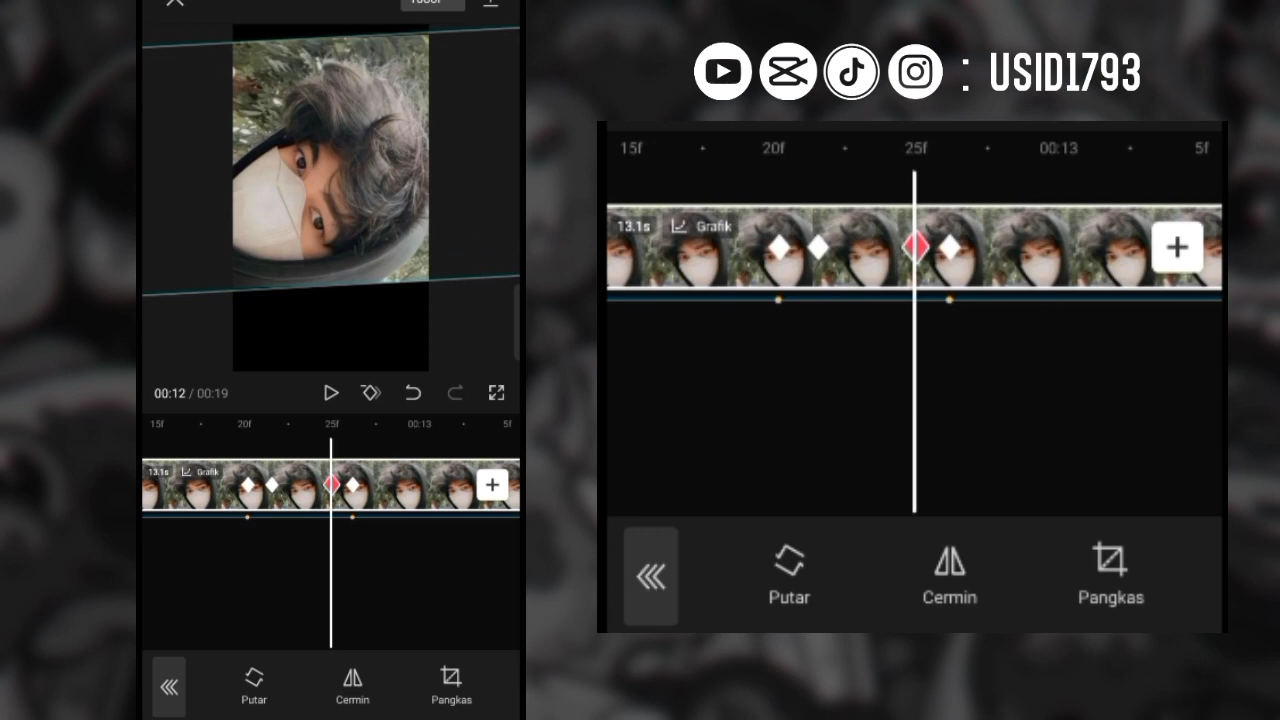 : USID1793
00:12 / 00:19
15f 20f 25f 00:13 5f
13.1s Grafik
Putar Cermin Pangkas
15f 20f 25f 00:13 5f
13.1s Grafik
Putar Cermin Pangkas